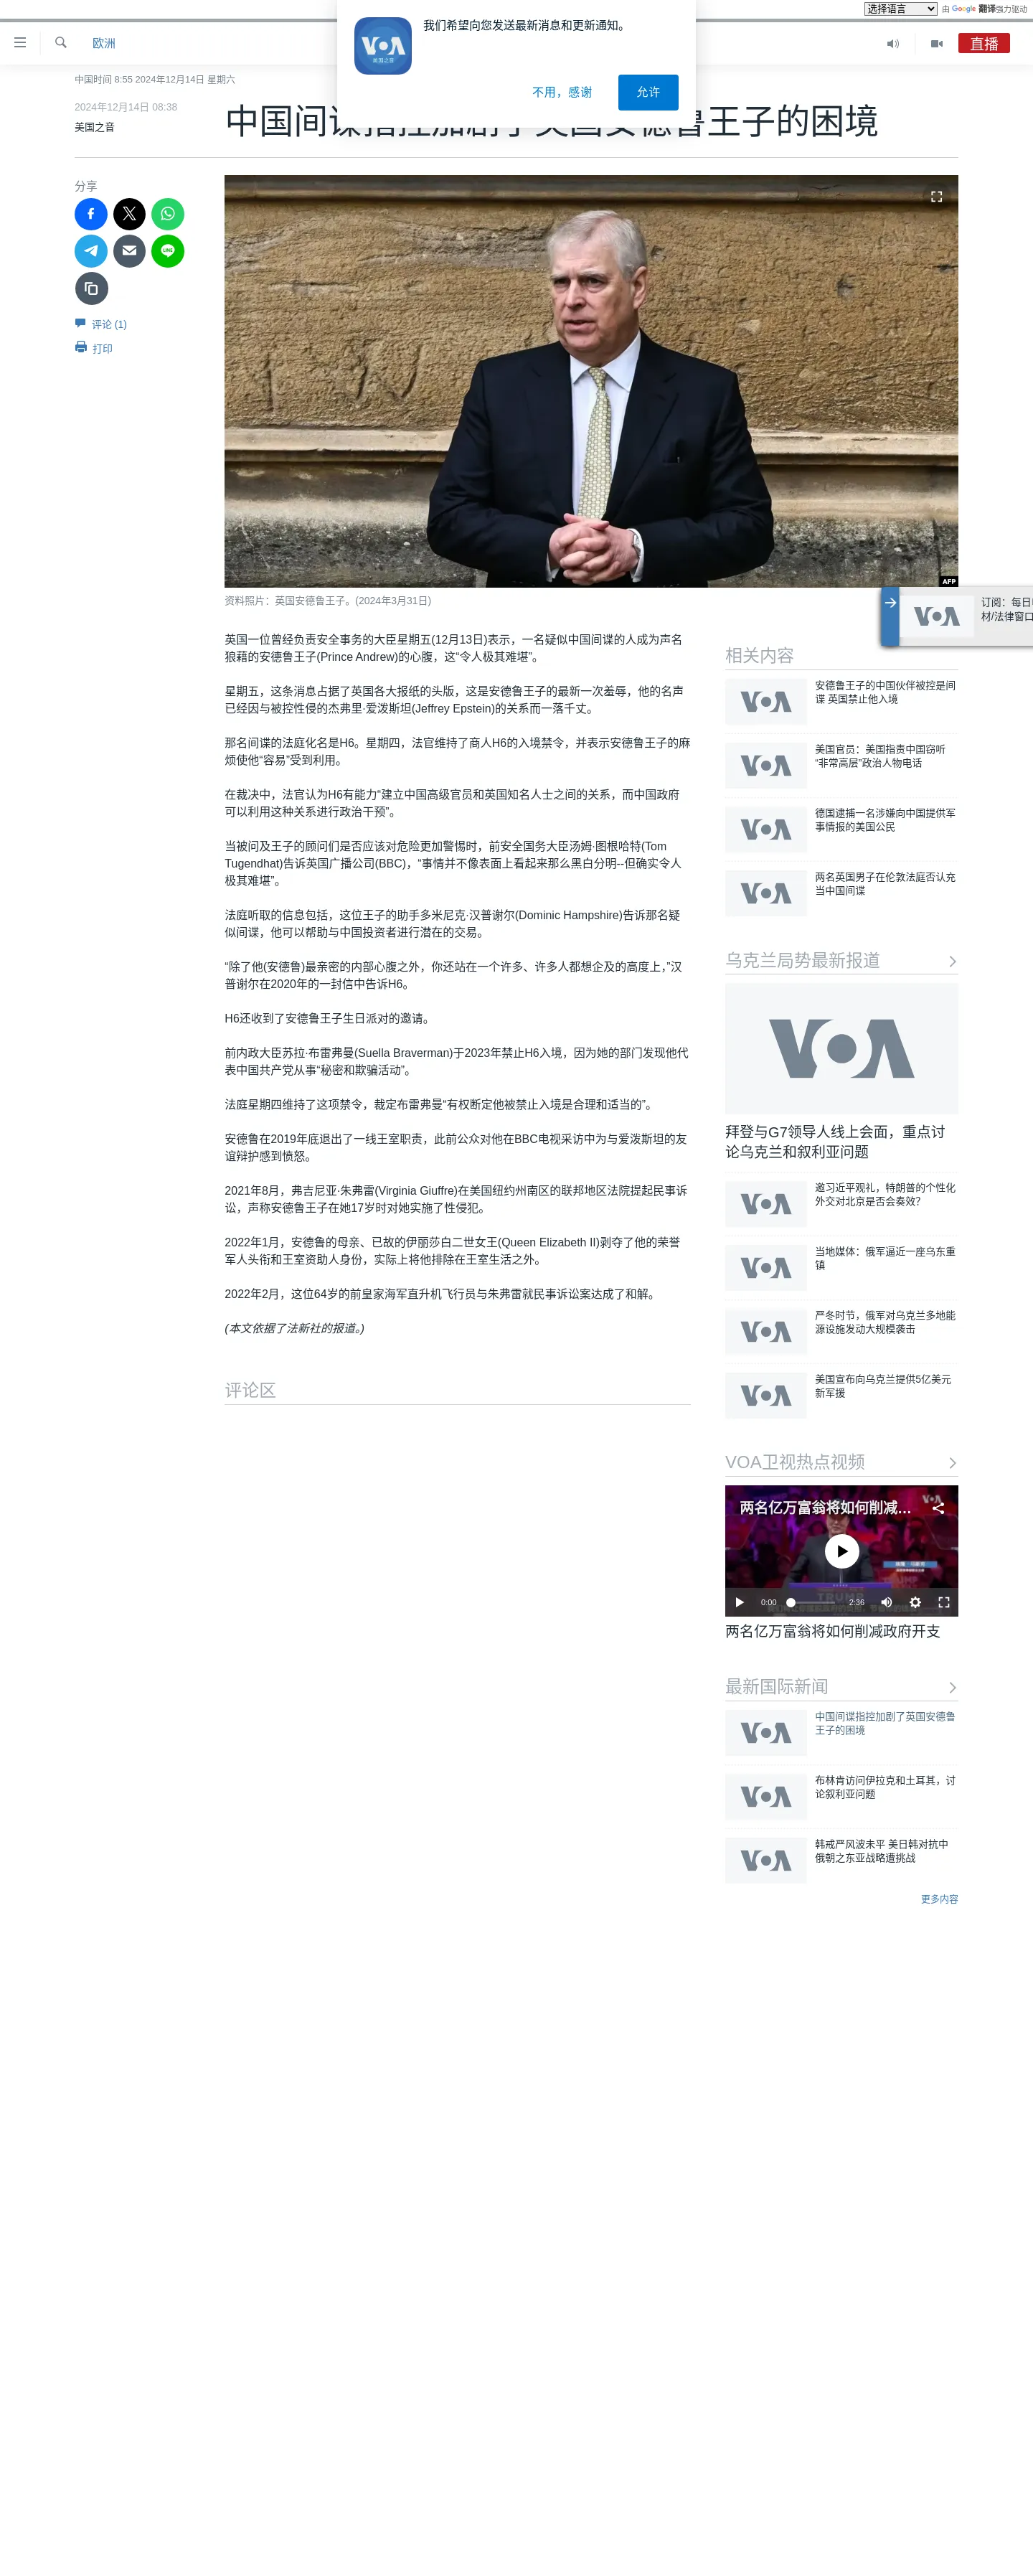 选择语言
由 Google 翻译强力驱动
欧洲
直播
VOA
美国之音
我们希望向您发送最新消息和更新通知。
不用，感谢
允许
中国时间 8:55 2024年12月14日 星期六
2024年12月14日 08:38
美国之音
中国间谍指控加剧了英国安德鲁王子的困境
分享
评论 (1)
打印
AFP
资料照片：英国安德鲁王子。(2024年3月31日)
英国一位曾经负责安全事务的大臣星期五(12月13日)表示，一名疑似中国间谍的人成为声名
狼藉的安德鲁王子(Prince Andrew)的心腹，这“令人极其难堪”。
星期五，这条消息占据了英国各大报纸的头版，这是安德鲁王子的最新一次羞辱，他的名声
已经因与被控性侵的杰弗里·爱泼斯坦(Jeffrey Epstein)的关系而一落千丈。
那名间谍的法庭化名是H6。星期四，法官维持了商人H6的入境禁令，并表示安德鲁王子的麻
烦使他“容易”受到利用。
在裁决中，法官认为H6有能力“建立中国高级官员和英国知名人士之间的关系，而中国政府
可以利用这种关系进行政治干预”。
当被问及王子的顾问们是否应该对危险更加警惕时，前安全国务大臣汤姆·图根哈特(Tom
Tugendhat)告诉英国广播公司(BBC)，“事情并不像表面上看起来那么黑白分明--但确实令人
极其难堪”。
法庭听取的信息包括，这位王子的助手多米尼克·汉普谢尔(Dominic Hampshire)告诉那名疑
似间谍，他可以帮助与中国投资者进行潜在的交易。
“除了他(安德鲁)最亲密的内部心腹之外，你还站在一个许多、许多人都想企及的高度上，”汉
普谢尔在2020年的一封信中告诉H6。
H6还收到了安德鲁王子生日派对的邀请。
前内政大臣苏拉·布雷弗曼(Suella Braverman)于2023年禁止H6入境，因为她的部门发现他代
表中国共产党从事“秘密和欺骗活动”。
法庭星期四维持了这项禁令，裁定布雷弗曼“有权断定他被禁止入境是合理和适当的”。
安德鲁在2019年底退出了一线王室职责，此前公众对他在BBC电视采访中为与爱泼斯坦的友
谊辩护感到愤怒。
2021年8月，弗吉尼亚·朱弗雷(Virginia Giuffre)在美国纽约州南区的联邦地区法院提起民事诉
讼，声称安德鲁王子在她17岁时对她实施了性侵犯。
2022年1月，安德鲁的母亲、已故的伊丽莎白二世女王(Queen Elizabeth II)剥夺了他的荣誉
军人头衔和王室资助人身份，实际上将他排除在王室生活之外。
2022年2月，这位64岁的前皇家海军直升机飞行员与朱弗雷就民事诉讼案达成了和解。
(本文依据了法新社的报道。)
评论区
VOA
订阅：每日
材/法律窗口
相关内容
VOA
安德鲁王子的中国伙伴被控是间
谍 英国禁止他入境
VOA
美国官员：美国指责中国窃听
“非常高层”政治人物电话
VOA
德国逮捕一名涉嫌向中国提供军
事情报的美国公民
VOA
两名英国男子在伦敦法庭否认充
当中国间谍
乌克兰局势最新报道
VOA
拜登与G7领导人线上会面，重点讨
论乌克兰和叙利亚问题
VOA
邀习近平观礼，特朗普的个性化
外交对北京是否会奏效？
VOA
当地媒体：俄军逼近一座乌东重
镇
VOA
严冬时节，俄军对乌克兰多地能
源设施发动大规模袭击
VOA
美国宣布向乌克兰提供5亿美元
新军援
VOA卫视热点视频
两名亿万富翁将如何削减…
VOA
TRUMP
0:00
2:36
两名亿万富翁将如何削减政府开支
最新国际新闻
VOA
中国间谍指控加剧了英国安德鲁
王子的困境
VOA
布林肯访问伊拉克和土耳其，讨
论叙利亚问题
VOA
韩戒严风波未平 美日韩对抗中
俄朝之东亚战略遭挑战
更多内容